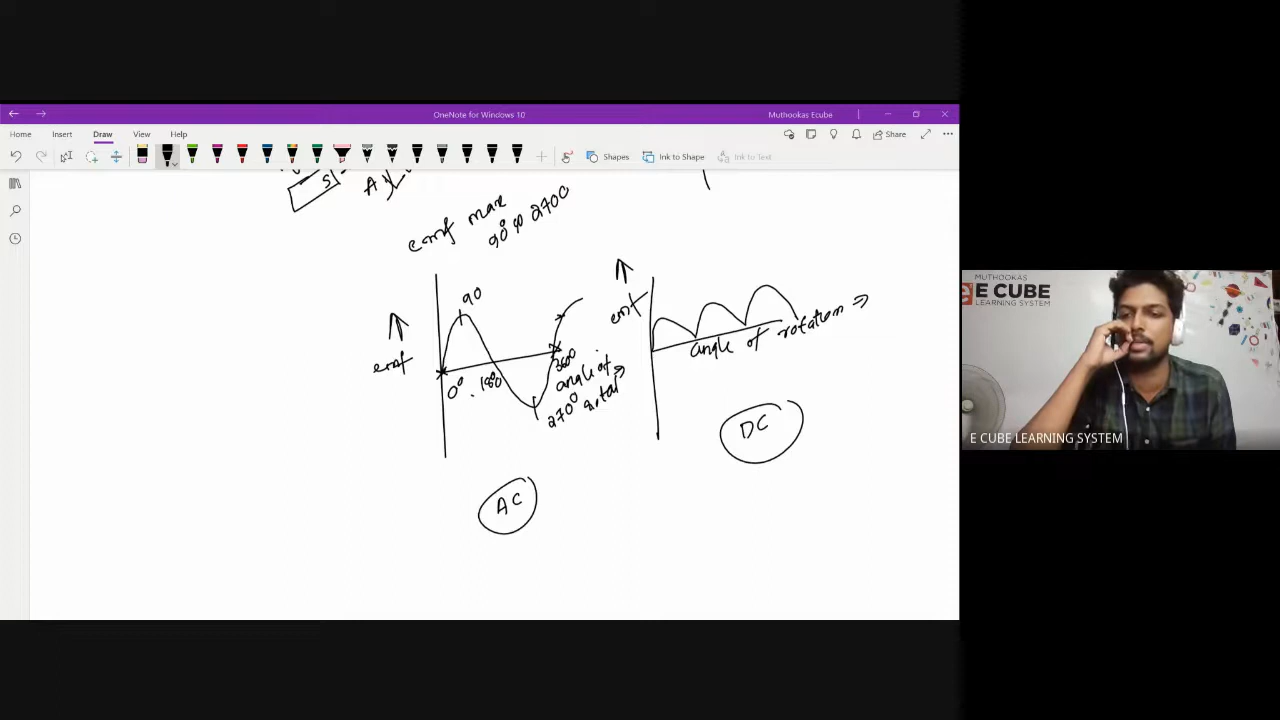 OneNote for Windows 10
Muthookas Ecube
Home Insert Draw View Help
Share
Shapes
Ink to Shape
Ink to Text
S
A
emf max
90° 270°
emf
90
0°
180
360
270°
angle of
AC
emf
angle of rotation
DC
MUTHOOKAS
E CUBE
LEARNING SYSTEM
E CUBE LEARNING SYSTEM